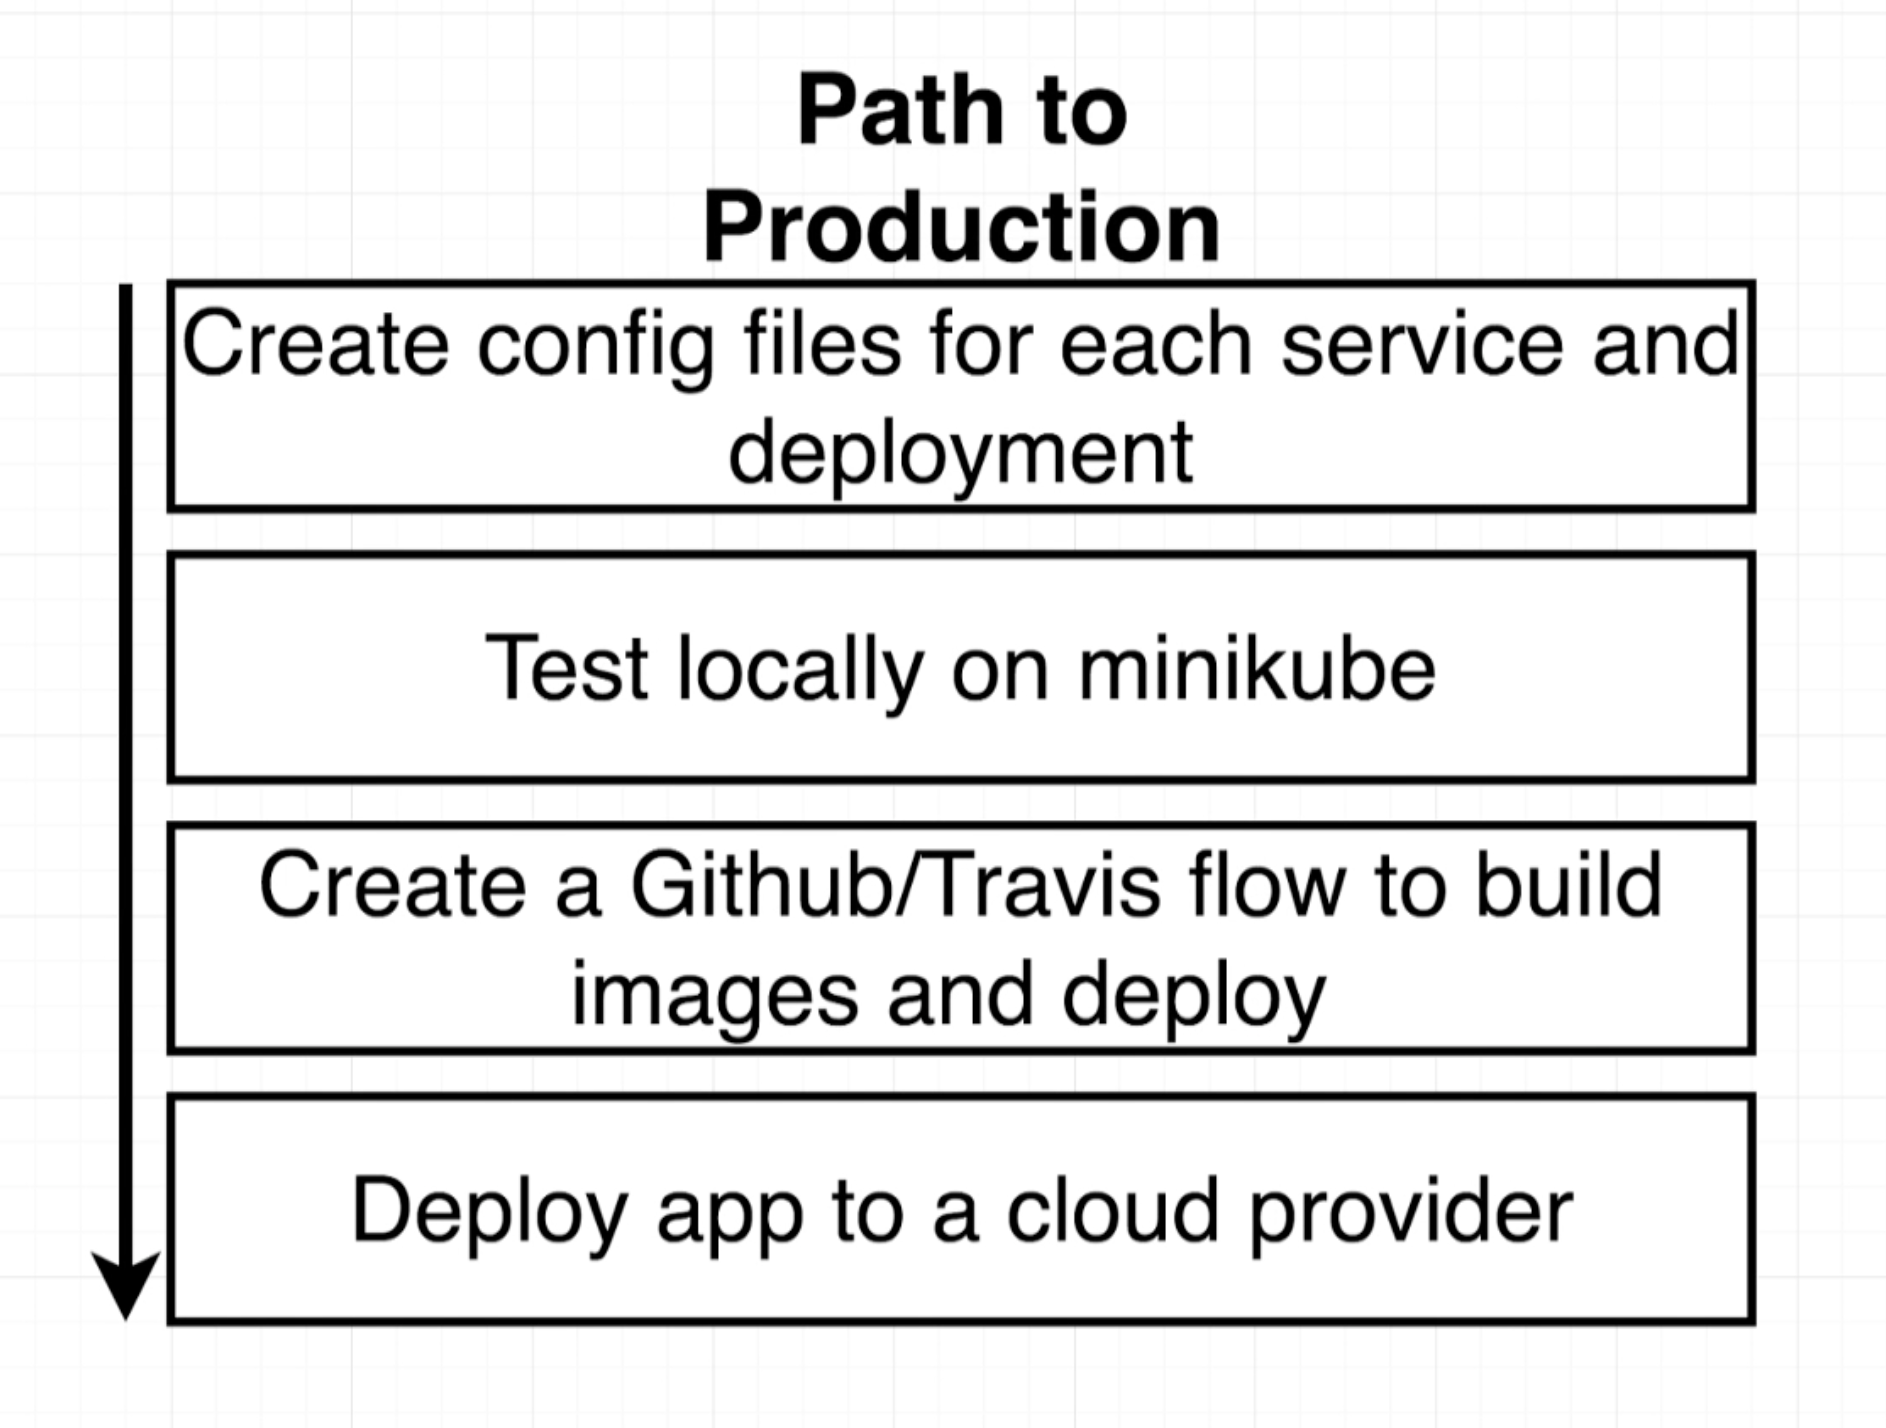 Path to
Production
Create config files for each service and
deployment
Test locally on minikube
Create a Github/Travis flow to build
images and deploy
Deploy app to a cloud provider